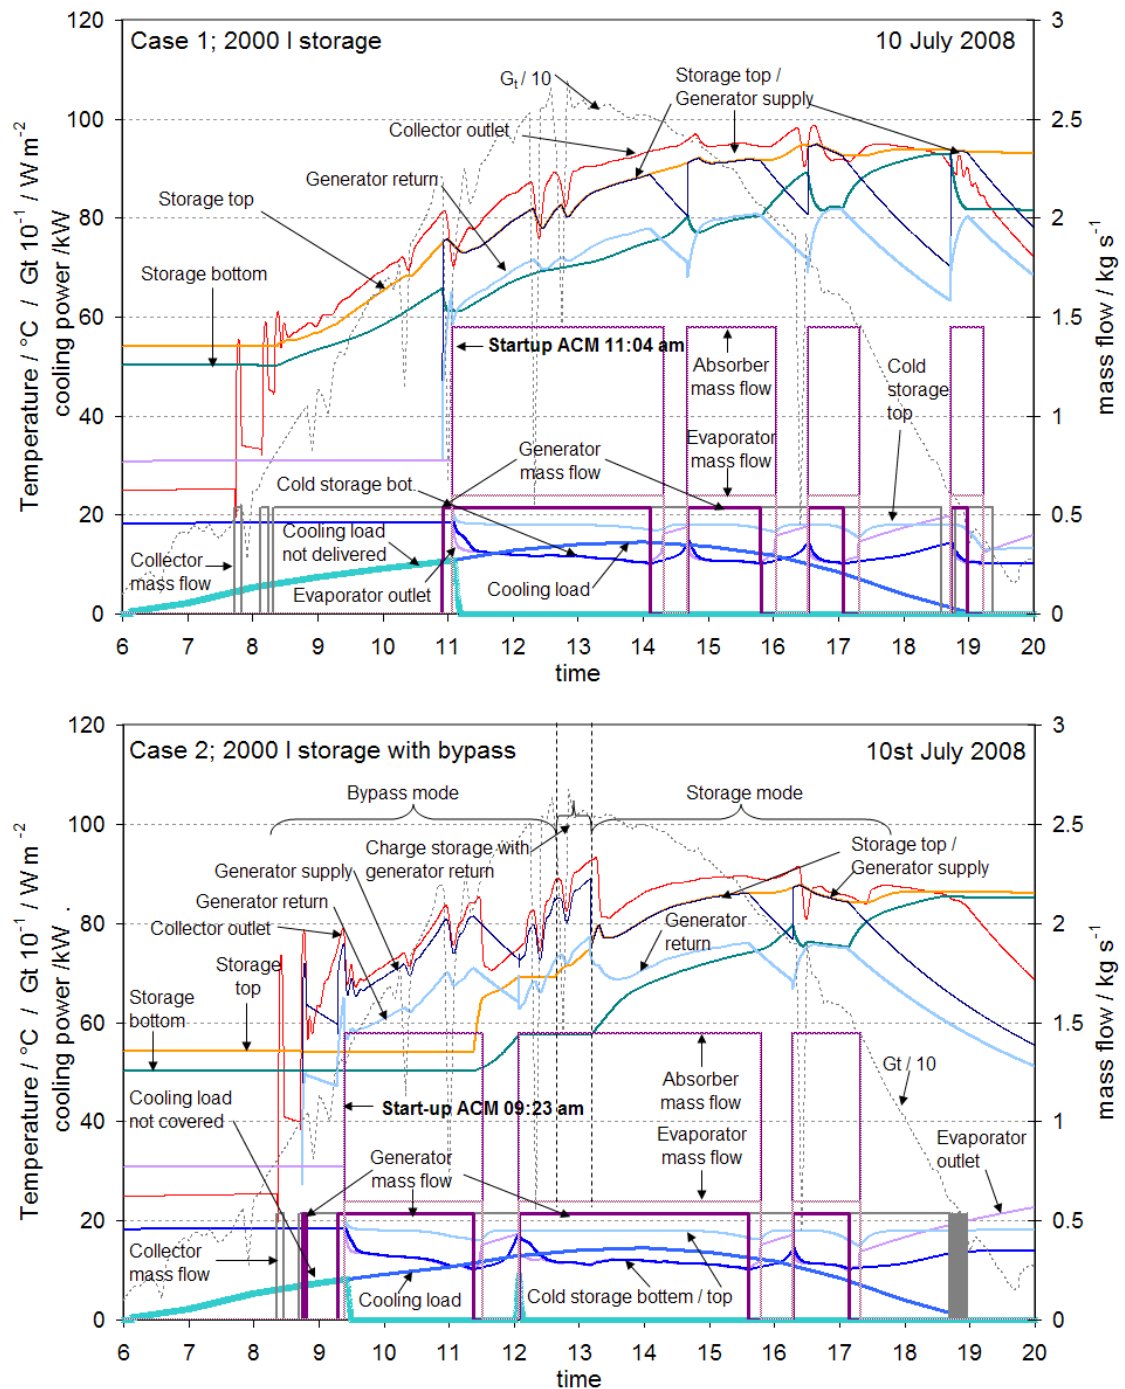 Case 1; 2000 l storage
10 July 2008
Temperature / °C / Gt 10⁻¹ / W m⁻²
cooling power /kW
mass flow / kg s⁻¹
120
100
80
60
40
20
0
3
2.5
2
1.5
1
0.5
0
Gt / 10
Storage top /
Generator supply
Collector outlet
Generator return
Storage top
Storage bottom
Startup ACM 11:04 am
Absorber
mass flow
Cold
storage
top
Evaporator
mass flow
Generator
mass flow
Cold storage bot.
Cooling load
not delivered
Collector
mass flow
Evaporator outlet
Cooling load
6 7 8 9 10 11 12 13 14 15 16 17 18 19 20
time
Case 2; 2000 l storage with bypass
10st July 2008
Temperature / °C / Gt 10⁻¹ / W m⁻²
cooling power /kW .
mass flow / kg s⁻¹
120
100
80
60
40
20
0
3
2.5
2
1.5
1
0.5
0
Bypass mode
Storage mode
Charge storage with
generator return
Storage top /
Generator supply
Generator supply
Generator return
Collector outlet
Generator
return
Storage
top
Storage
bottom
Cooling load
not covered
Start-up ACM 09:23 am
Absorber
mass flow
Gt / 10
Evaporator
mass flow
Evaporator
outlet
Generator
mass flow
Collector
mass flow
Cooling load
Cold storage bottem / top
6 7 8 9 10 11 12 13 14 15 16 17 18 19 20
time